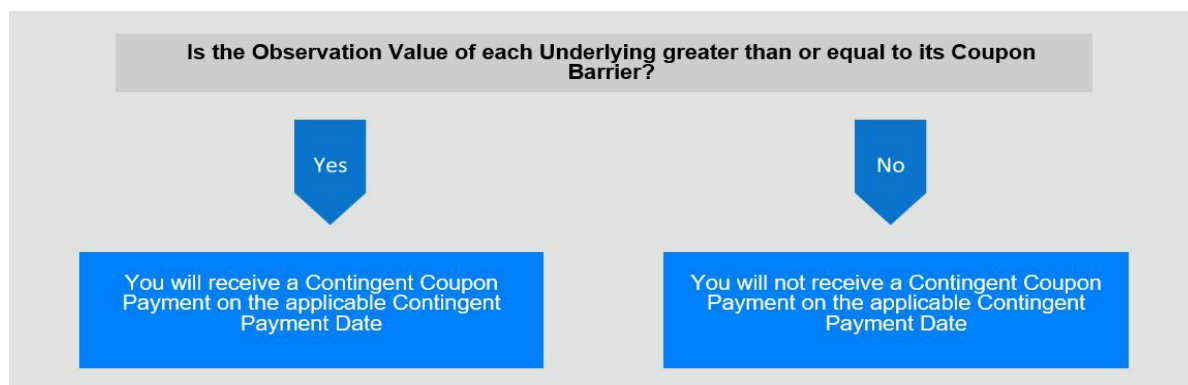 Is the Observation Value of each Underlying greater than or equal to its Coupon
Barrier?
Yes
No
You will receive a Contingent Coupon
Payment on the applicable Contingent
Payment Date
You will not receive a Contingent Coupon
Payment on the applicable Contingent
Payment Date